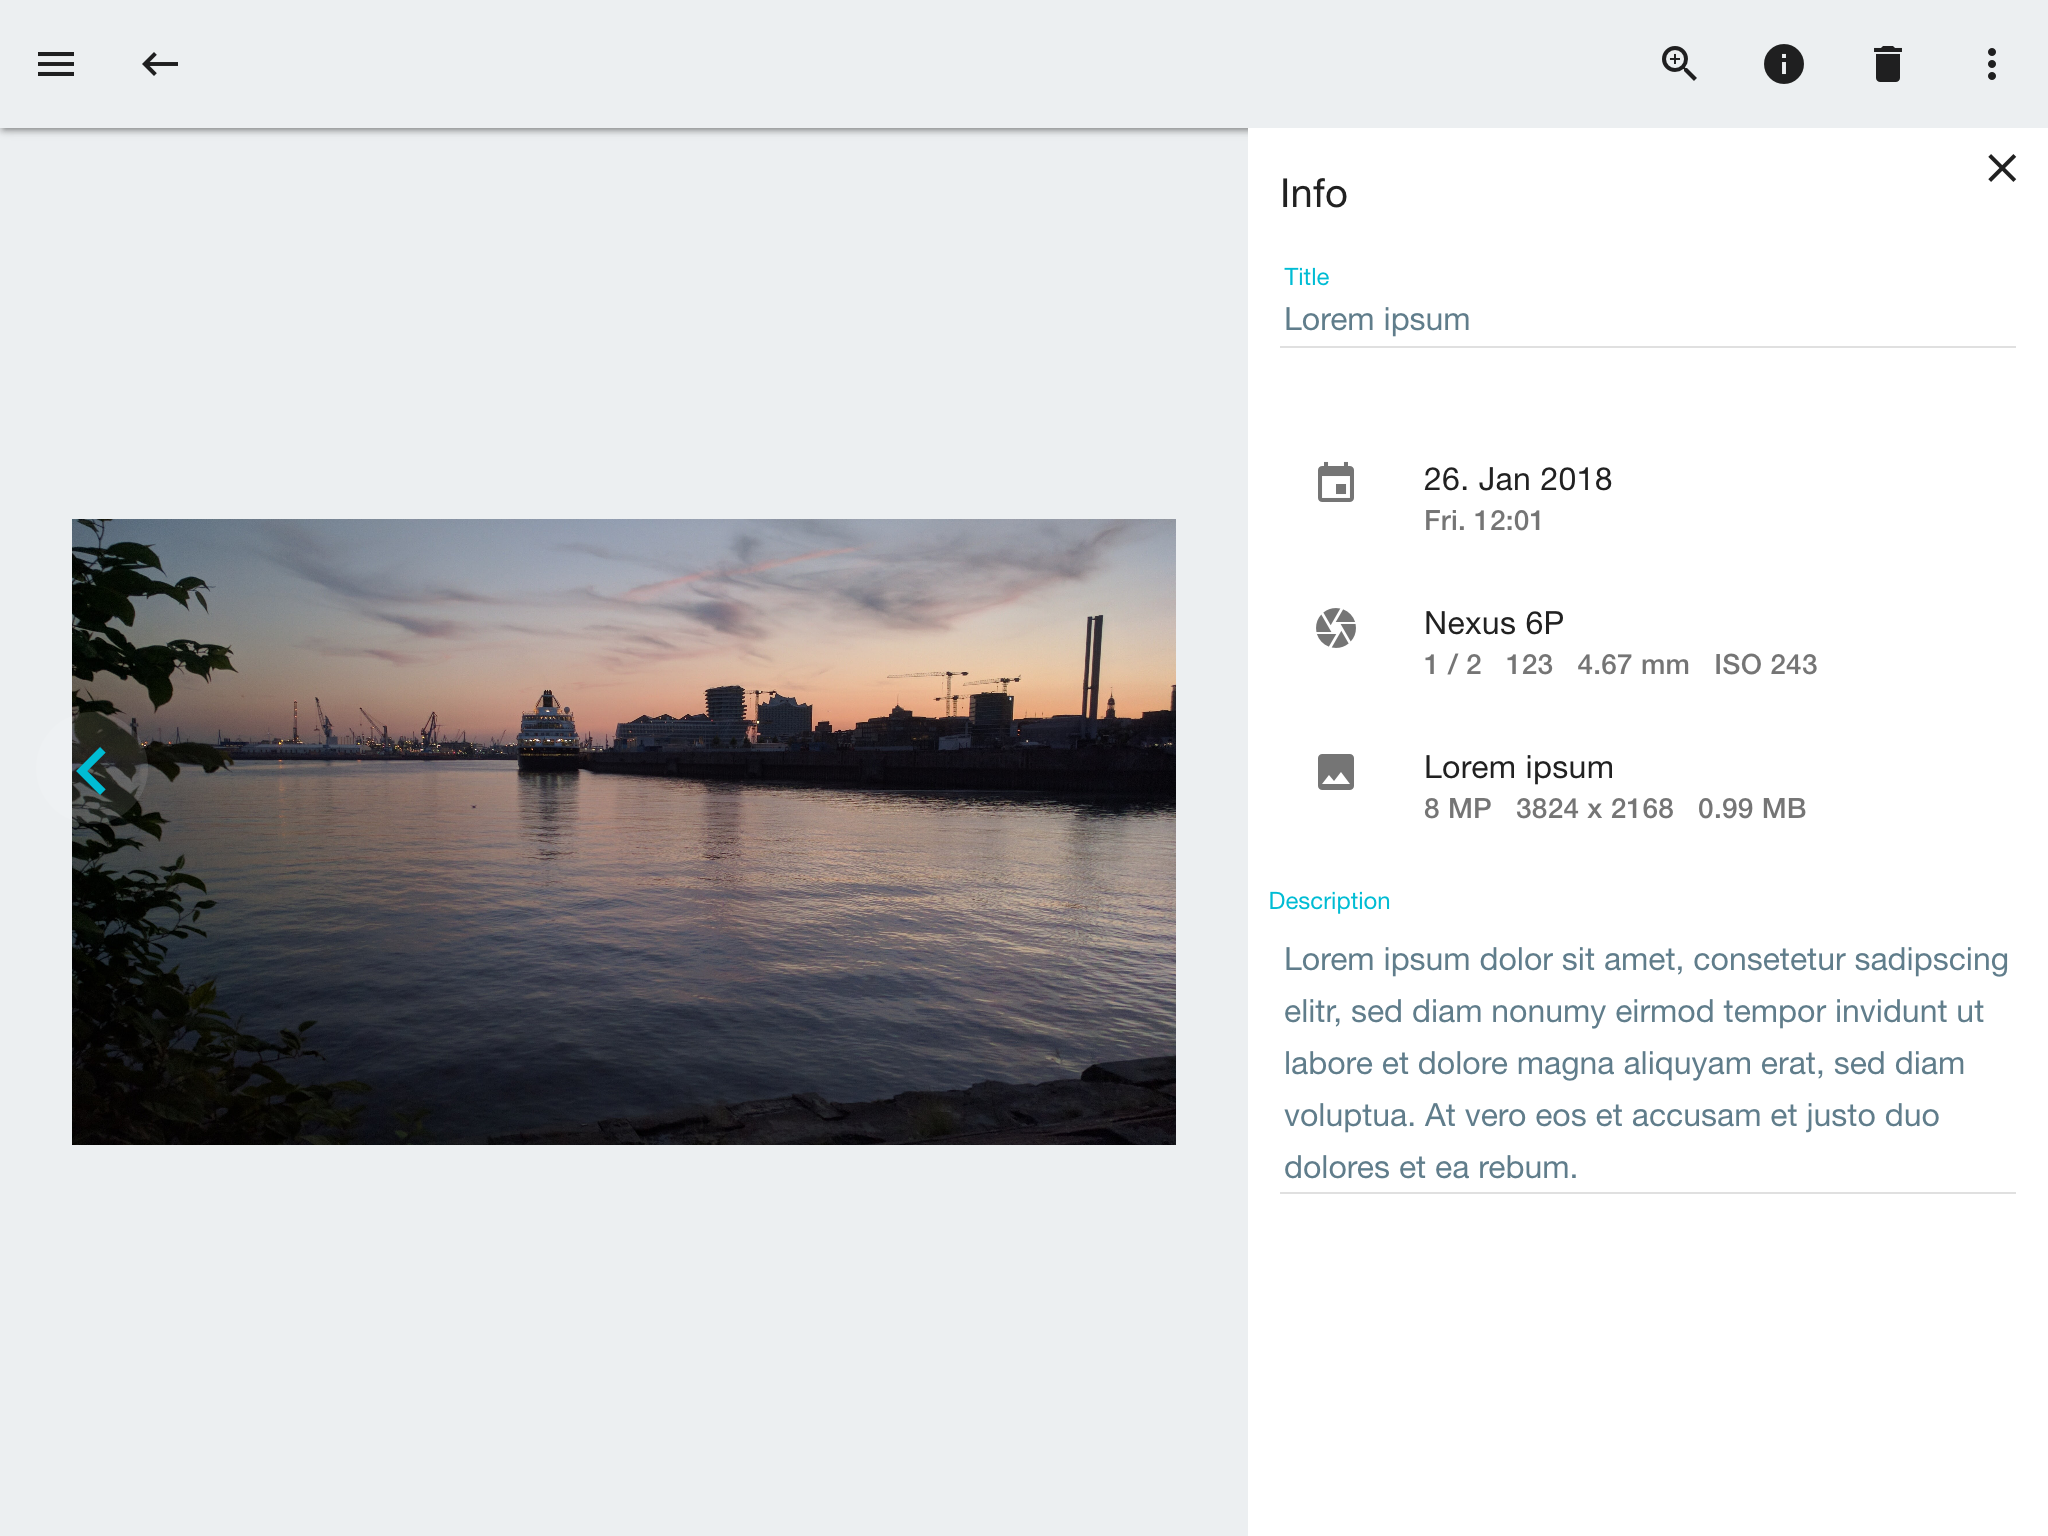 Info
Title
Lorem ipsum
26. Jan 2018
Fri. 12:01
Nexus 6P
1 / 2 123 4.67 mm ISO 243
Lorem ipsum
8 MP 3824 x 2168 0.99 MB
Description
Lorem ipsum dolor sit amet, consetetur sadipscing
elitr, sed diam nonumy eirmod tempor invidunt ut
labore et dolore magna aliquyam erat, sed diam
voluptua. At vero eos et accusam et justo duo
dolores et ea rebum.